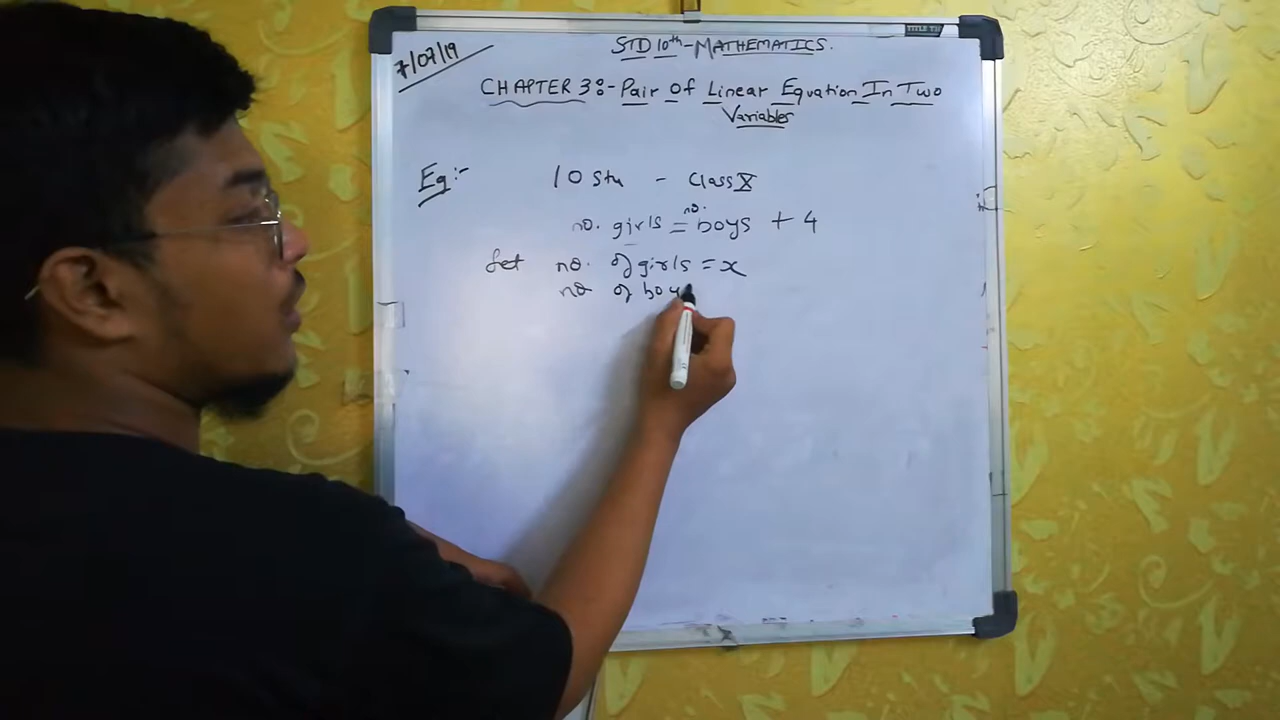 7/07/19
STD 10th - MATHEMATICS.
CHAPTER 3:- Pair Of Linear Equation In Two
Variables
Eg:- 10 Stu - Class X
no. girls = no. boys + 4
Let no. of girls = x
no of boy